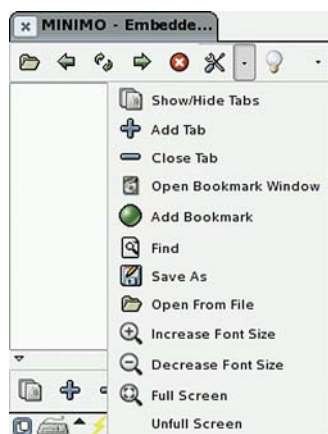 MINIMO - Embedde...
Show/Hide Tabs
Add Tab
Close Tab
Open Bookmark Window
Add Bookmark
Find
Save As
Open From File
Increase Font Size
Decrease Font Size
Full Screen
Unfull Screen